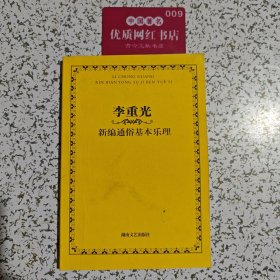 009
中国著名
优质网红书店
LI CHONG GUANG
XIN BIAN TONG SU JI BEN YUE LI
李重光
新编通俗基本乐理
湖南文艺出版社